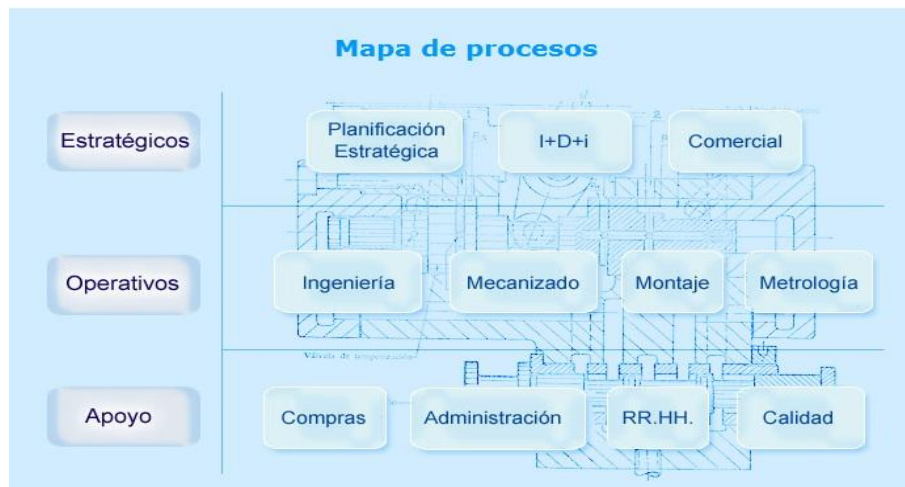 Mapa de procesos
Estratégicos
Planificación
Estratégica
I+D+i
Comercial
Operativos
Ingeniería
Mecanizado
Montaje
Metrología
Apoyo
Compras
Administración
RR.HH.
Calidad